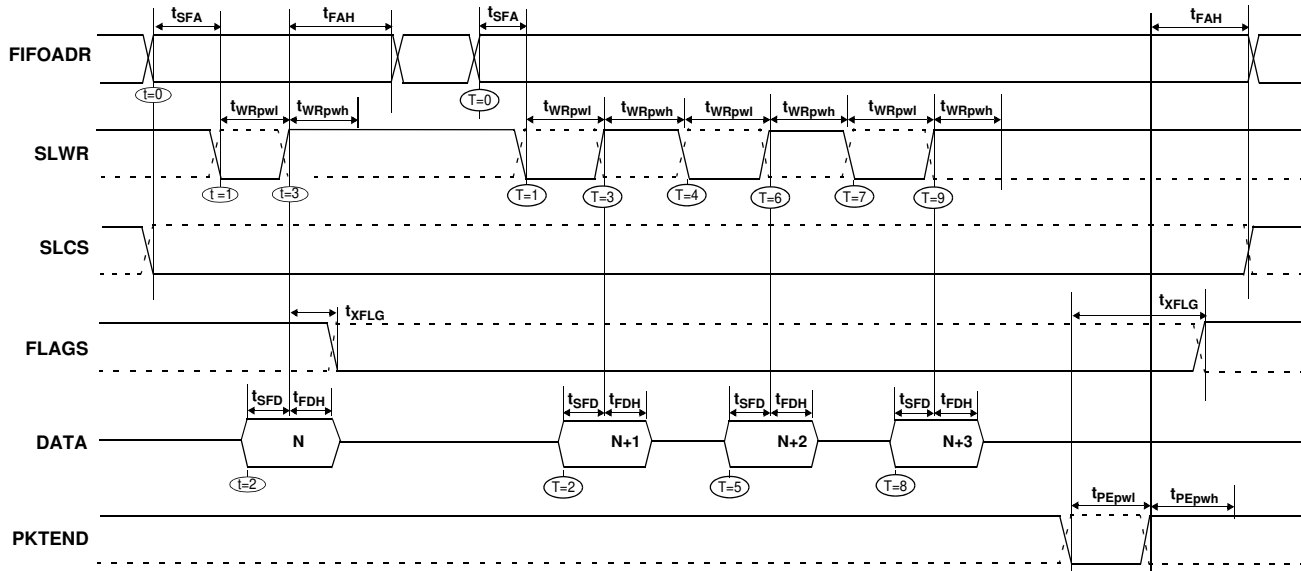 tSFA tFAH tSFA tFAH
FIFOADR
t=0 T=0
tWRpwl tWRpwh tWRpwl tWRpwh tWRpwl tWRpwh tWRpwl tWRpwh
SLWR
t=1 t=3 T=1 T=3 T=4 T=6 T=7 T=9
SLCS
tXFLG tXFLG
FLAGS
tSFD tFDH tSFD tFDH tSFD tFDH tSFD tFDH
DATA N N+1 N+2 N+3
t=2 T=2 T=5 T=8
tPEpwl tPEpwh
PKTEND